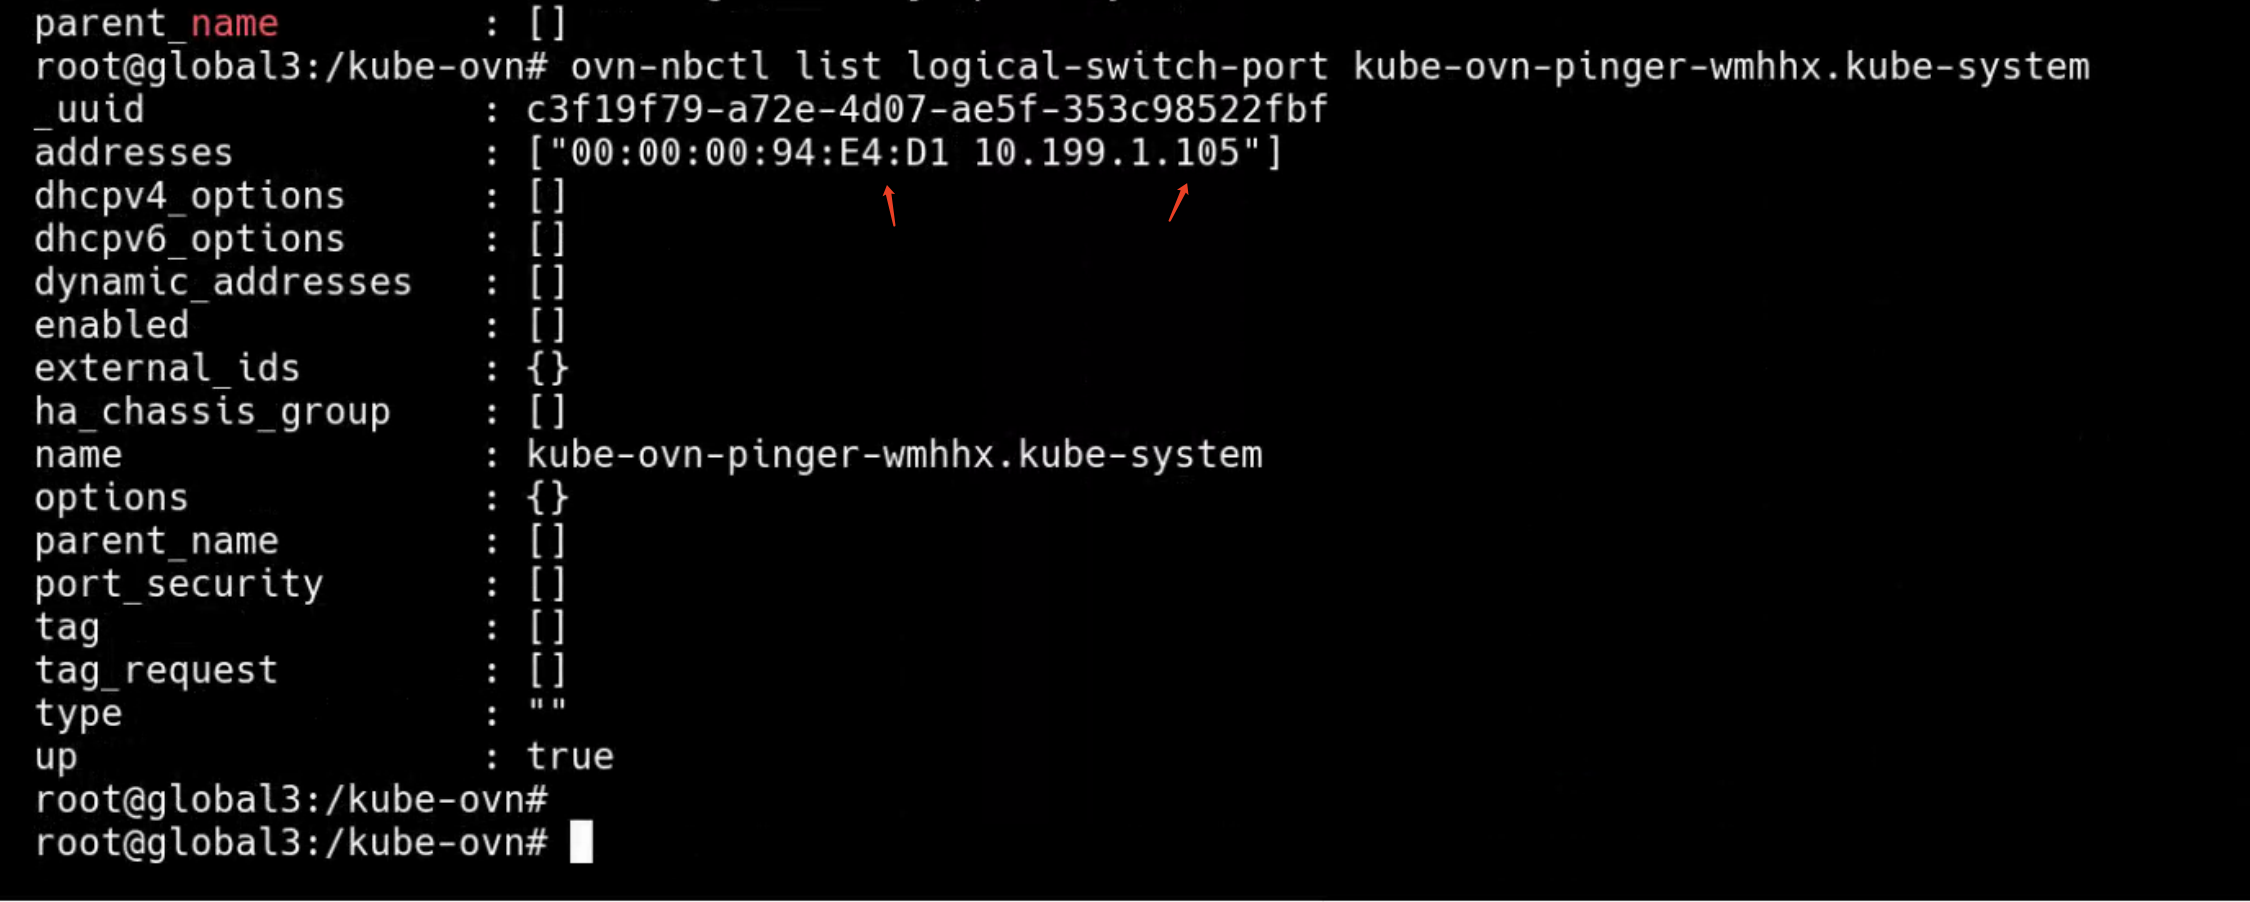 parent_name : []
root@global3:/kube-ovn# ovn-nbctl list logical-switch-port kube-ovn-pinger-wmhhx.kube-system
_uuid : c3f19f79-a72e-4d07-ae5f-353c98522fbf
addresses : ["00:00:00:94:E4:D1 10.199.1.105"]
dhcpv4_options : []
dhcpv6_options : []
dynamic_addresses : []
enabled : []
external_ids : {}
ha_chassis_group : []
name : kube-ovn-pinger-wmhhx.kube-system
options : {}
parent_name : []
port_security : []
tag : []
tag_request : []
type : ""
up : true
root@global3:/kube-ovn#
root@global3:/kube-ovn#